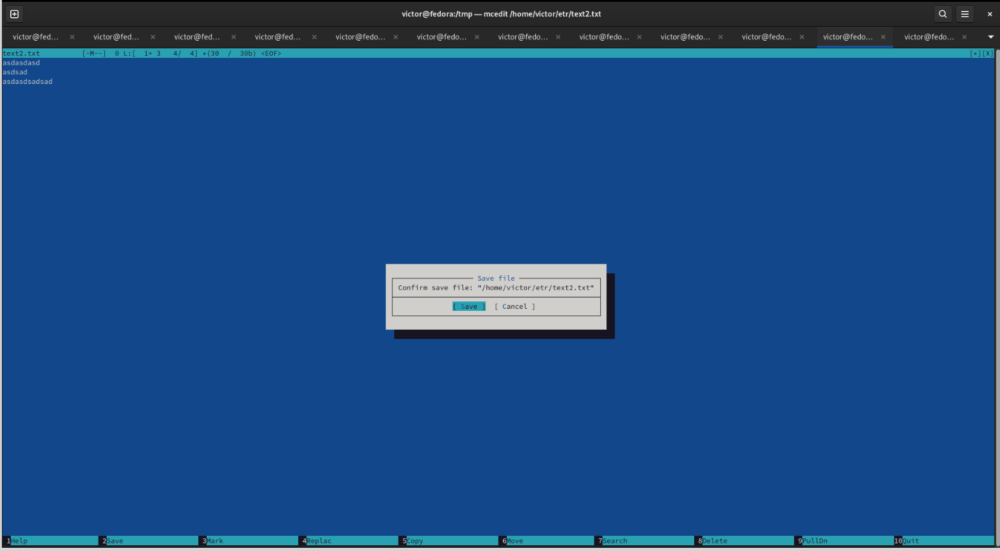 victor@fedora:/tmp — mcedit /home/victor/etr/text2.txt
victor@fed... victor@fed... victor@fed... victor@fed... victor@fedo... victor@fedo... victor@fedo... victor@fedo... victor@fedo... victor@fedo... victor@fedo... victor@fedo...
text2.txt [-M--] 0 L:[ 1+ 3 4/ 4] *(30 / 30b) <EOF> [*][X]
asdasdasd
asdsad
asdasdsadsad
Save file
Confirm save file: "/home/victor/etr/text2.txt"
[ Save ] [ Cancel ]
1Help 2Save 3Mark 4Replac 5Copy 6Move 7Search 8Delete 9PullDn 10Quit